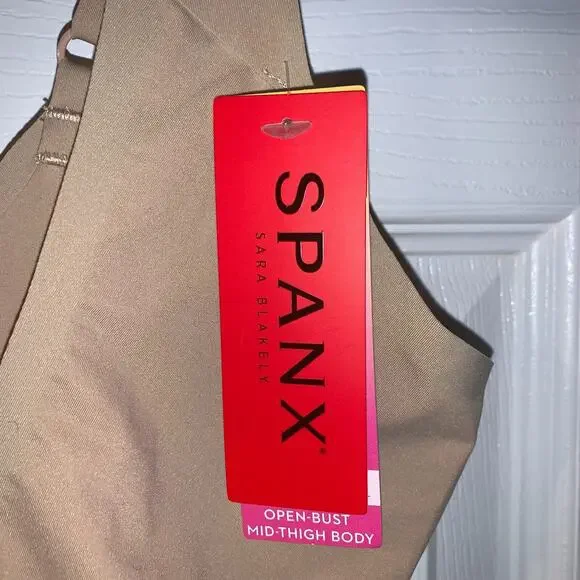 SPANX®
SARA BLAKELY
OPEN-BUST
MID-THIGH BODY